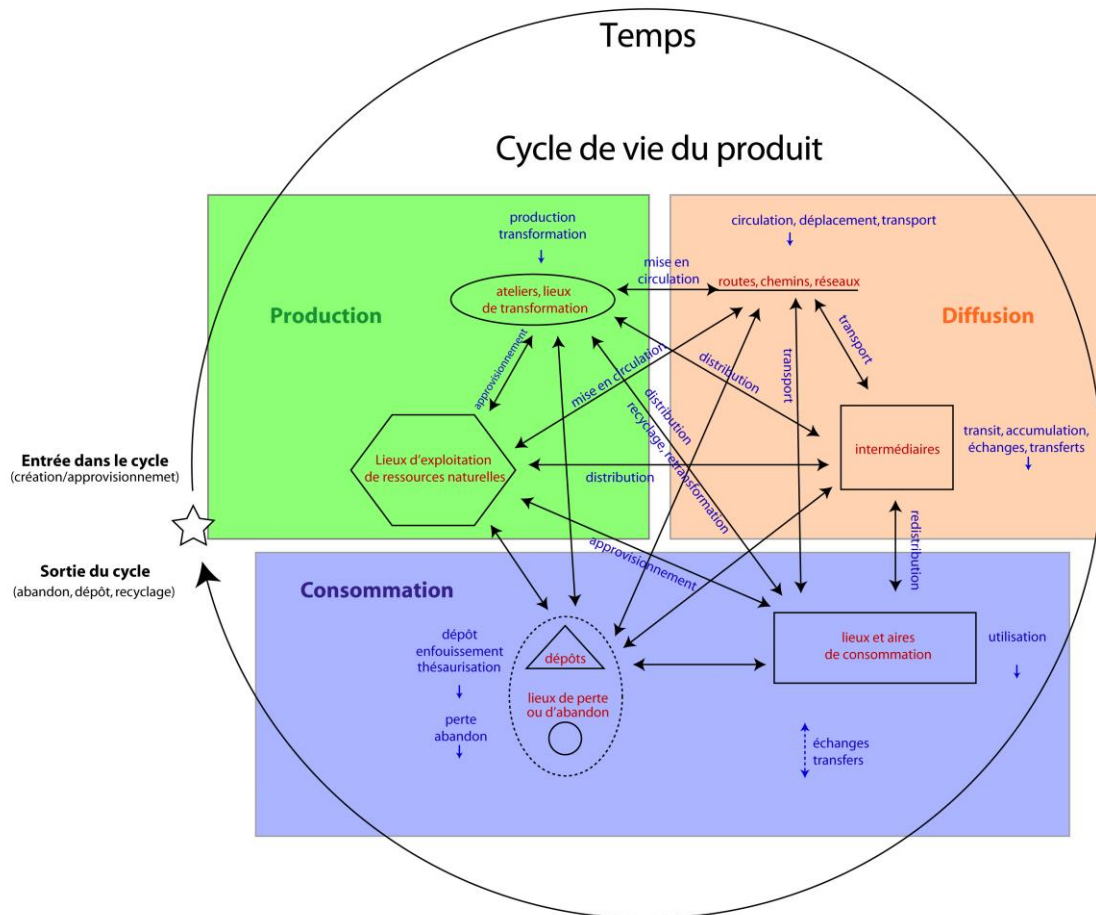 Temps
Cycle de vie du produit
production
transformation
circulation, déplacement, transport
mise en
circulation
ateliers, lieux
de transformation
routes, chemins, réseaux
Production
Diffusion
approvisionnement
mise en circulation
distribution
transport
transport
distribution
recyclage, retransformation
Lieux d'exploitation
de ressources naturelles
distribution
intermédiaires
transit, accumulation,
échanges, transferts
Entrée dans le cycle
(création/approvisionnemet)
Sortie du cycle
(abandon, dépôt, recyclage)
approvisionnement
redistribution
Consommation
dépôt
enfouissement
thésaurisation
dépôts
lieux et aires
de consommation
utilisation
lieux de perte
ou d'abandon
perte
abandon
échanges
transfers